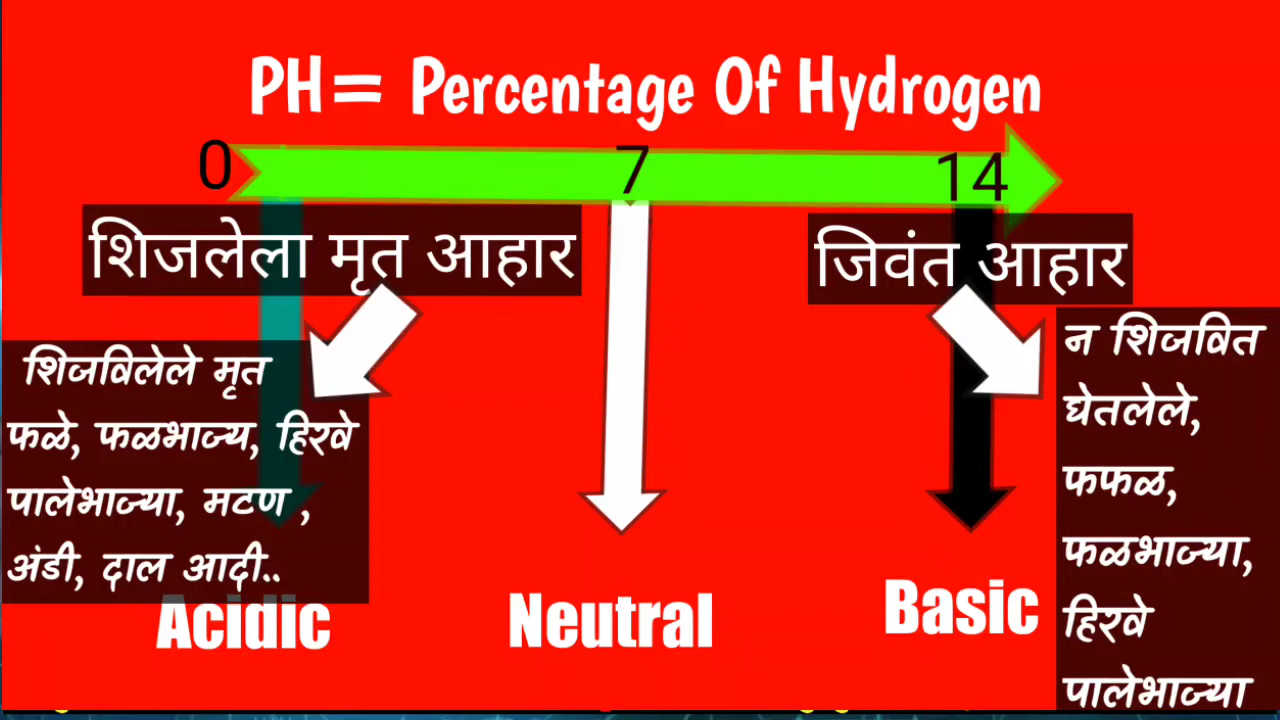 PH= Percentage Of Hydrogen
0 7 14
शिजलेला मृत आहार
जिवंत आहार
शिजविलेले मृत
फळे, फळभाज्य, हिरवे
पालेभाज्या, मटण ,
अंडी, दाल आदी..
न शिजवित
घेतलेले,
फफळ,
फळभाज्या,
हिरवे
पालेभाज्या
Acidic
Neutral
Basic